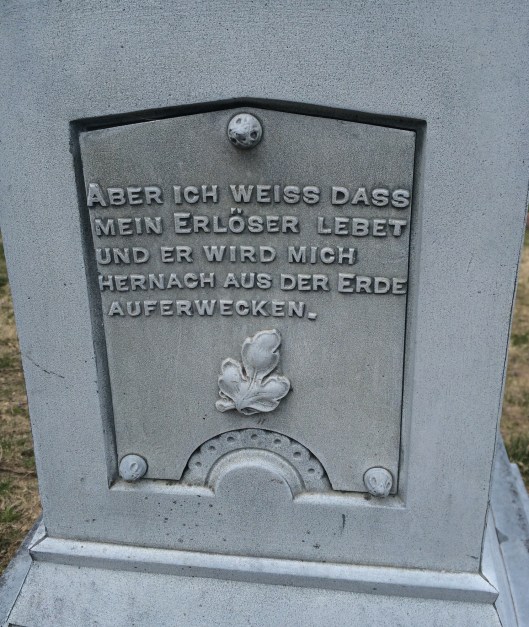 ABER ICH WEISS DASS
MEIN ERLÖSER LEBET
UND ER WIRD MICH
HERNACH AUS DER ERDE
AUFERWECKEN.